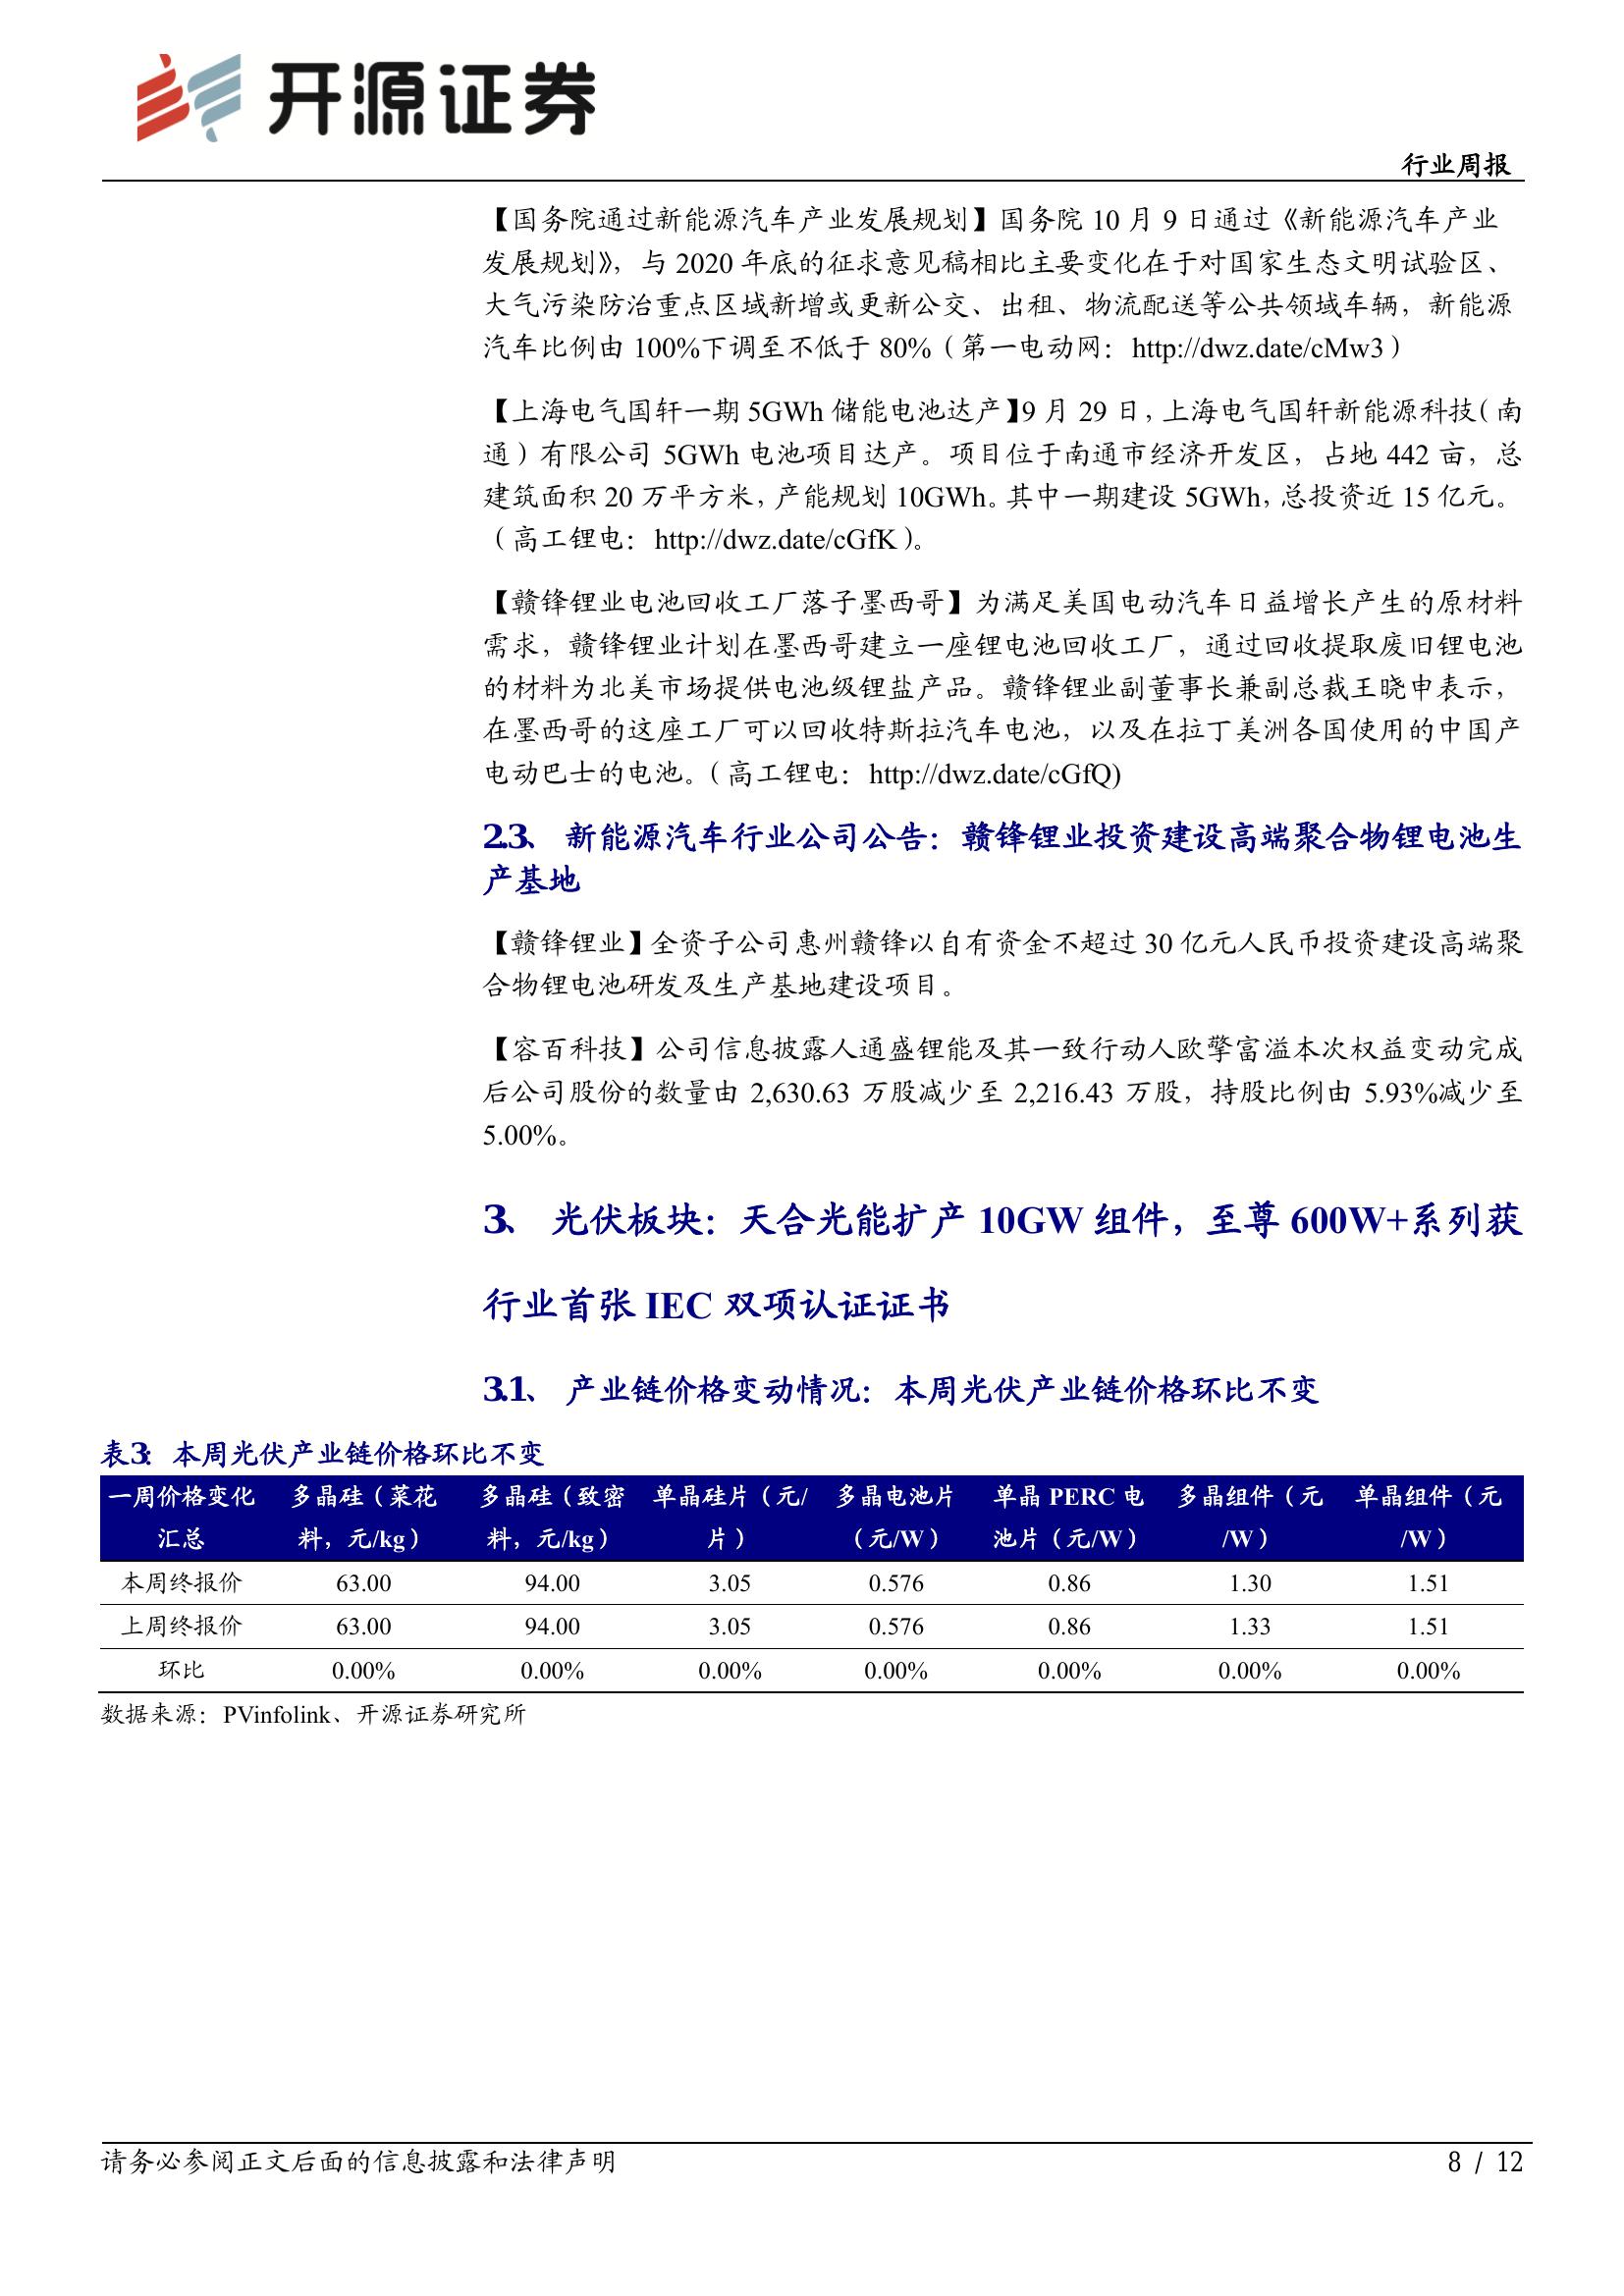 开源证券
行业周报
【国务院通过新能源汽车产业发展规划】国务院 10 月 9 日通过《新能源汽车产业
发展规划》，与 2020 年底的征求意见稿相比主要变化在于对国家生态文明试验区、
大气污染防治重点区域新增或更新公交、出租、物流配送等公共领域车辆，新能源
汽车比例由 100%下调至不低于 80%（第一电动网：http://dwz.date/cMw3）
【上海电气国轩一期 5GWh 储能电池达产】9 月 29 日，上海电气国轩新能源科技（南
通）有限公司 5GWh 电池项目达产。项目位于南通市经济开发区，占地 442 亩，总
建筑面积 20 万平方米，产能规划 10GWh。其中一期建设 5GWh，总投资近 15 亿元。
（高工锂电：http://dwz.date/cGfK）。
【赣锋锂业电池回收工厂落子墨西哥】为满足美国电动汽车日益增长产生的原材料
需求，赣锋锂业计划在墨西哥建立一座锂电池回收工厂，通过回收提取废旧锂电池
的材料为北美市场提供电池级锂盐产品。赣锋锂业副董事长兼副总裁王晓申表示，
在墨西哥的这座工厂可以回收特斯拉汽车电池，以及在拉丁美洲各国使用的中国产
电动巴士的电池。（高工锂电：http://dwz.date/cGfQ)
2.3、 新能源汽车行业公司公告：赣锋锂业投资建设高端聚合物锂电池生
产基地
【赣锋锂业】全资子公司惠州赣锋以自有资金不超过 30 亿元人民币投资建设高端聚
合物锂电池研发及生产基地建设项目。
【容百科技】公司信息披露人通盛锂能及其一致行动人欧擎富溢本次权益变动完成
后公司股份的数量由 2,630.63 万股减少至 2,216.43 万股，持股比例由 5.93%减少至
5.00%。
3、 光伏板块：天合光能扩产 10GW 组件，至尊 600W+系列获
行业首张 IEC 双项认证证书
3.1、 产业链价格变动情况：本周光伏产业链价格环比不变
表3：本周光伏产业链价格环比不变
一周价格变化 多晶硅（菜花 多晶硅（致密 单晶硅片（元/ 多晶电池片 单晶 PERC 电 多晶组件（元 单晶组件（元
汇总 料，元/kg） 料，元/kg） 片） （元/W） 池片（元/W） /W） /W）
本周终报价 63.00 94.00 3.05 0.576 0.86 1.30 1.51
上周终报价 63.00 94.00 3.05 0.576 0.86 1.33 1.51
环比 0.00% 0.00% 0.00% 0.00% 0.00% 0.00% 0.00%
数据来源：PVinfolink、开源证券研究所
请务必参阅正文后面的信息披露和法律声明 8 / 12